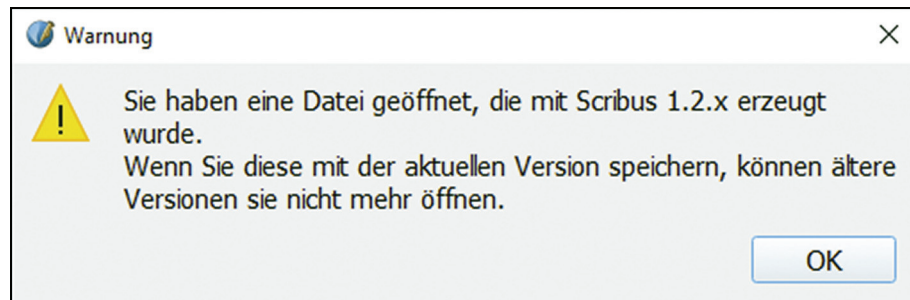 Warnung
Sie haben eine Datei geöffnet, die mit Scribus 1.2.x erzeugt
wurde.
Wenn Sie diese mit der aktuellen Version speichern, können ältere
Versionen sie nicht mehr öffnen.
OK